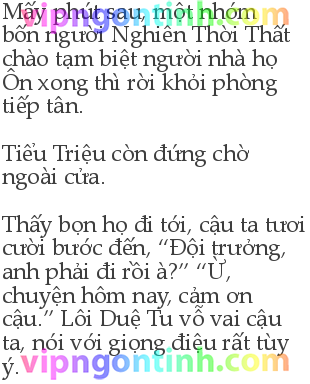 Mấy phút sau, một nhóm
vipngontinh.com
bốn người Nghiên Thời Thất
chào tạm biệt người nhà họ
Ôn xong thì rời khỏi phòng
tiếp tân.
Tiểu Triệu còn đứng chờ
ngoài cửa.
Thấy bọn họ đi tới, cậu ta tươi
cười bước đến, “Đội trưởng,
anh phải đi rồi à?” “Ừ,
chuyện hôm nay, cảm ơn
cậu.” Lôi Duệ Tu vỗ vai cậu
ta, nói với giọng điệu rất tùy
ý.
vipngontinh.com